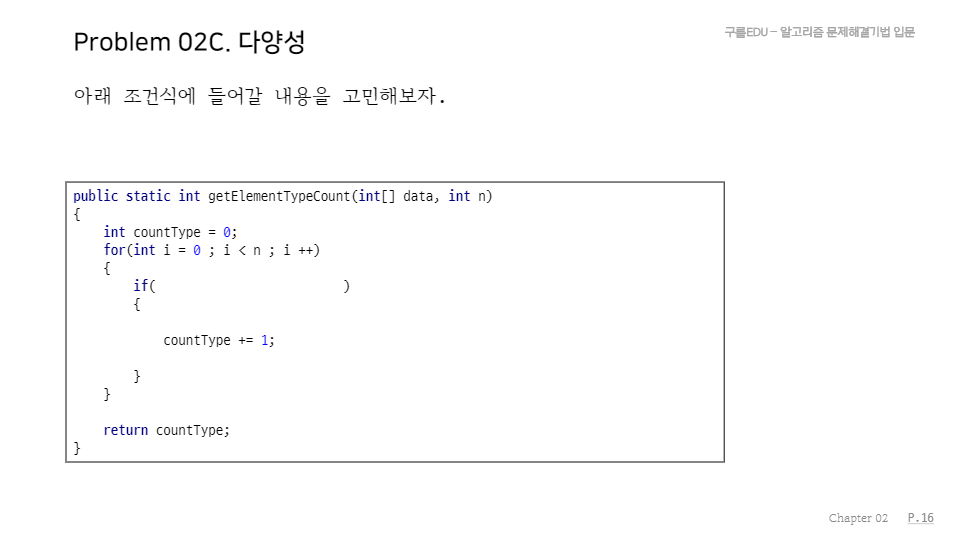 Problem 02C. 다양성
구름EDU – 알고리즘 문제해결기법 입문
아래 조건식에 들어갈 내용을 고민해보자.
public static int getElementTypeCount(int[] data, int n)
{
    int countType = 0;
    for(int i = 0 ; i < n ; i ++)
    {
        if(                         )
        {
            countType += 1;
        }
    }
    return countType;
}
Chapter 02 P.16